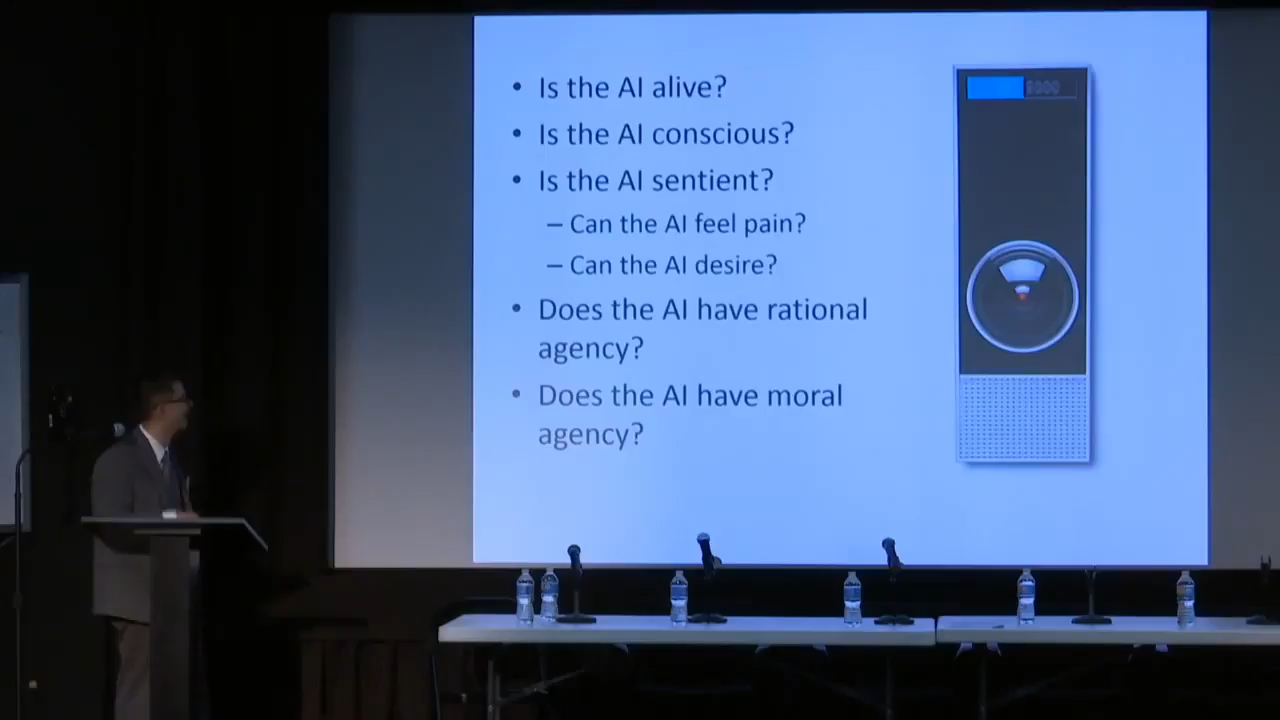 • Is the AI alive?
• Is the AI conscious?
• Is the AI sentient?
– Can the AI feel pain?
– Can the AI desire?
• Does the AI have rational
agency?
• Does the AI have moral
agency?